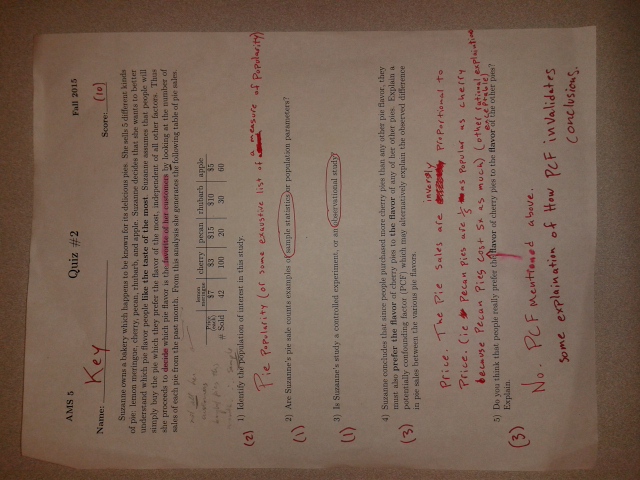 AMS 5
Quiz #2
Fall 2015
Name: Key
Score: (10)
Suzanne owns a bakery which happens to be known for its delicious pies. She sells 5 different kinds
of pie: lemon meringue, cherry, pecan, rhubarb, and apple. Suzanne decides that she wants to better
understand which pie flavor people like the taste of the most. Suzanne assumes that people will
simply buy the pie which they prefer the flavor of the most, independent of all other factors. Thus
she proceeds to decide which pie flavor is the favorite of her customers by looking at the number of
sales of each pie from the past month. From this analysis she generates the following table of pie sales.
not all her
customers
bought pies this
sample
lemon meringue cherry pecan rhubarb apple
Price (each) $7 $3 $15 $10 $5
# Sold 42 100 20 30 60
(2) 1) Identify the population of interest in this study.
Pie Popularity (or some exaustive list of a measure of Popularity)
(1) 2) Are Suzanne's pie sale counts examples of sample statistics or population parameters?
(1) 3) Is Suzanne's study a controlled experiment, or an observational study?
4) Suzanne concludes that since people purchased more cherry pies than any other pie flavor, they
must also prefer the flavor of cherry pies to the flavor of any of her other pies. Explain a
(3) potentially confounding factor (PCF) which may alternatively explain the observed difference
in pie sales between the various pie flavors.
Price. The Pie Sales are inversly Proportional to
Price. (ie Pecan pies are 1/5 as popular as cherry
because Pecan Pies cost 5x as much) (other rational explaination
exceptable)
5) Do you think that people really prefer the flavor of cherry pies to the flavor of the other pies?
(3) Explain.
No. PCF mentioned above.
some explaination of How PCF invalidates
conclusions.